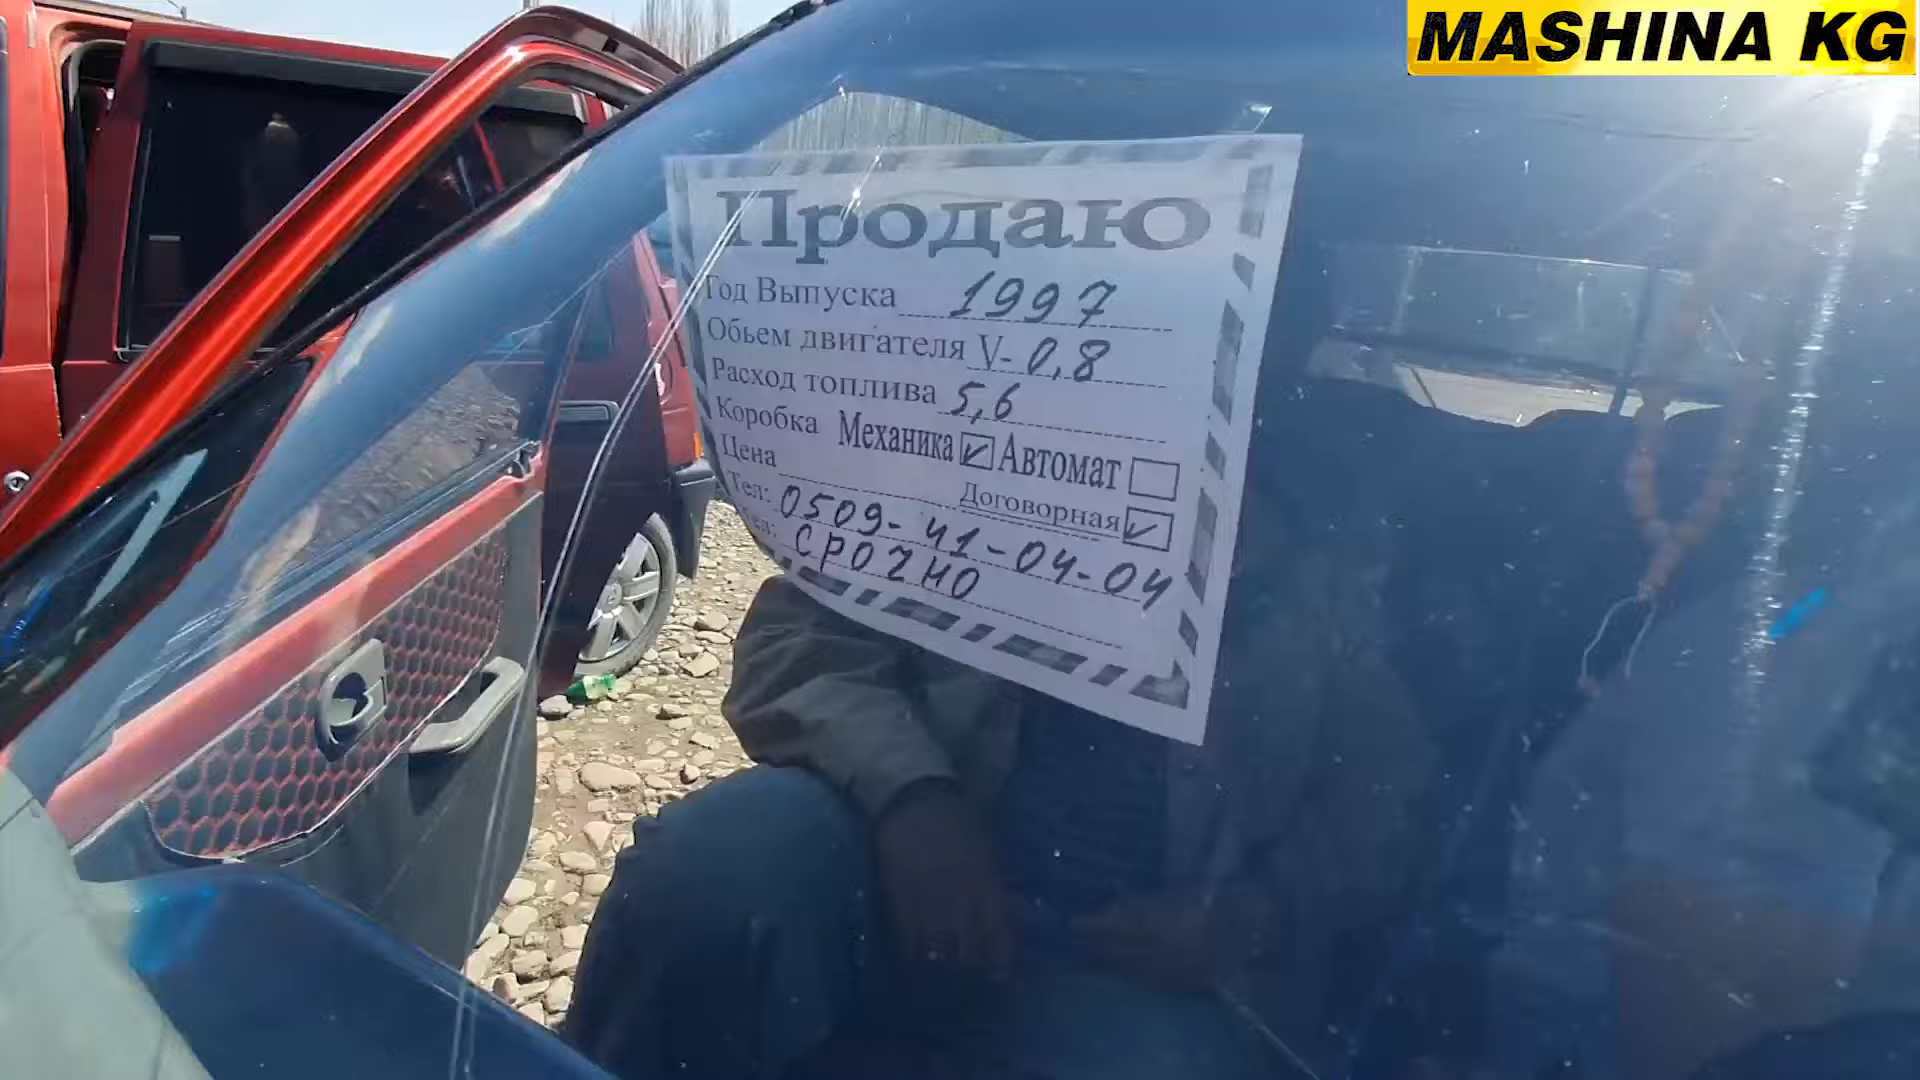 MASHINA KG
Продаю
Год Выпуска 1997
Обьем двигателя V- 0,8
Расход топлива 5,6
Коробка Механика Автомат
Цена
Договорная
Тел: 0509-41-04-04
Тел: СРОЧНО